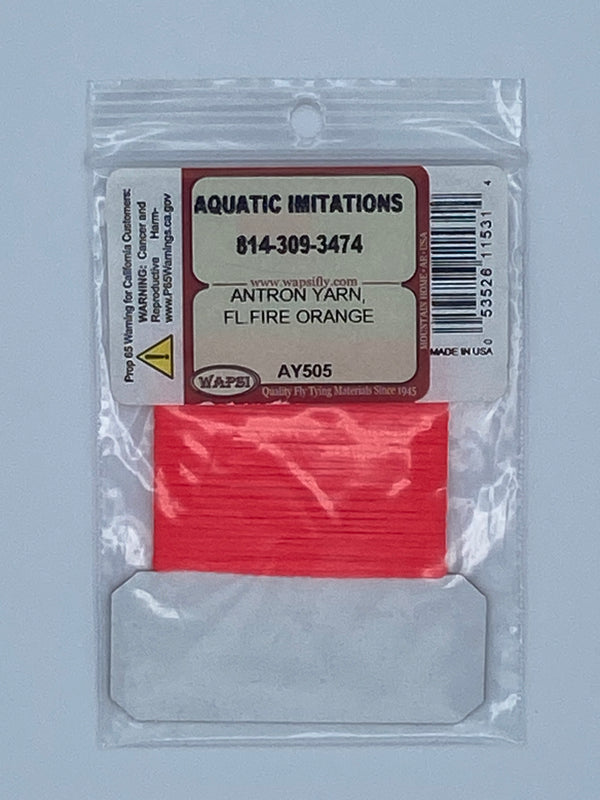 Prop 65 Warning for California Customers:
WARNING: Cancer and
Reproductive Harm-
www.P65Warnings.ca.gov
AQUATIC IMITATIONS
814-309-3474
www.wapsifly.com
ANTRON YARN,
FL.FIRE ORANGE
AY505
WAPSI
Quality Fly Tying Materials Since 1945
MOUNTAIN HOME • AR • USA
0 53526 11531 4
MADE IN USA